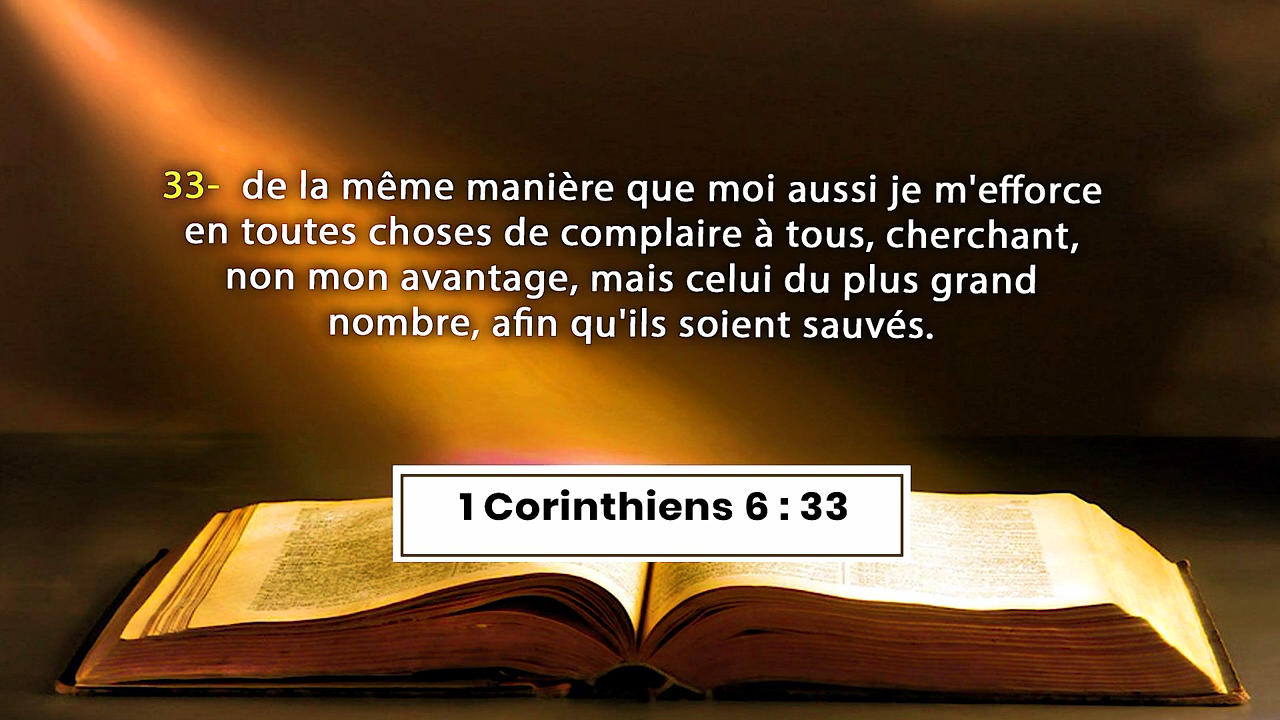 33- de la même manière que moi aussi je m'efforce
en toutes choses de complaire à tous, cherchant,
non mon avantage, mais celui du plus grand
nombre, afin qu'ils soient sauvés.
1 Corinthiens 6 : 33